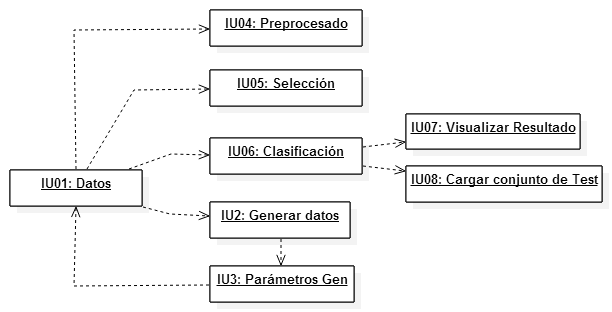 IU04: Preprocesado
IU05: Selección
IU07: Visualizar Resultado
IU06: Clasificación
IU08: Cargar conjunto de Test
IU01: Datos
IU2: Generar datos
IU3: Parámetros Gen